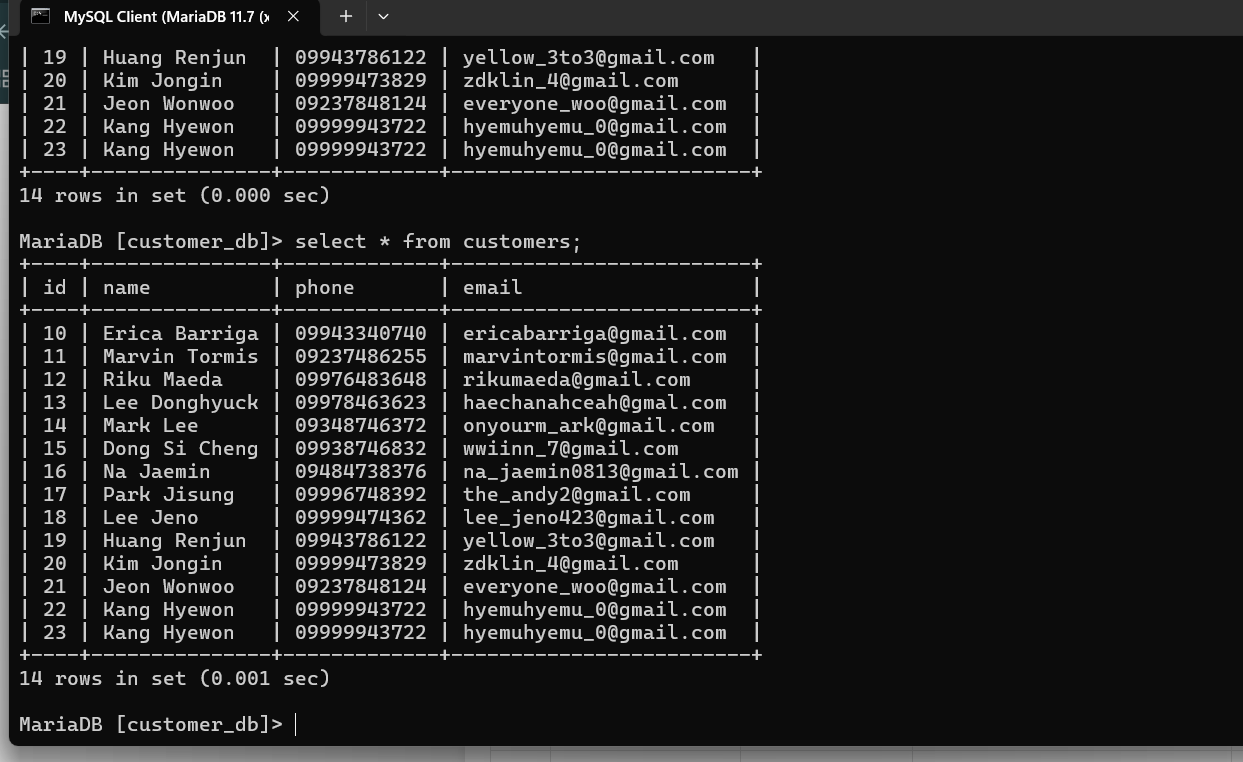 MySQL Client (MariaDB 11.7 (x
| 19 | Huang Renjun | 09943786122 | yellow_3to3@gmail.com |
| 20 | Kim Jongin | 09999473829 | zdklin_4@gmail.com |
| 21 | Jeon Wonwoo | 09237848124 | everyone_woo@gmail.com |
| 22 | Kang Hyewon | 09999943722 | hyemuhyemu_0@gmail.com |
| 23 | Kang Hyewon | 09999943722 | hyemuhyemu_0@gmail.com |
+----+---------------+-------------+-------------------------+
14 rows in set (0.000 sec)
MariaDB [customer_db]> select * from customers;
+----+---------------+-------------+-------------------------+
| id | name | phone | email |
+----+---------------+-------------+-------------------------+
| 10 | Erica Barriga | 09943340740 | ericabarriga@gmail.com |
| 11 | Marvin Tormis | 09237486255 | marvintormis@gmail.com |
| 12 | Riku Maeda | 09976483648 | rikumaeda@gmail.com |
| 13 | Lee Donghyuck | 09978463623 | haechanahceah@gmal.com |
| 14 | Mark Lee | 09348746372 | onyourm_ark@gmail.com |
| 15 | Dong Si Cheng | 09938746832 | wwiinn_7@gmail.com |
| 16 | Na Jaemin | 09484738376 | na_jaemin0813@gmail.com |
| 17 | Park Jisung | 09996748392 | the_andy2@gmail.com |
| 18 | Lee Jeno | 09999474362 | lee_jeno423@gmail.com |
| 19 | Huang Renjun | 09943786122 | yellow_3to3@gmail.com |
| 20 | Kim Jongin | 09999473829 | zdklin_4@gmail.com |
| 21 | Jeon Wonwoo | 09237848124 | everyone_woo@gmail.com |
| 22 | Kang Hyewon | 09999943722 | hyemuhyemu_0@gmail.com |
| 23 | Kang Hyewon | 09999943722 | hyemuhyemu_0@gmail.com |
+----+---------------+-------------+-------------------------+
14 rows in set (0.001 sec)
MariaDB [customer_db]>